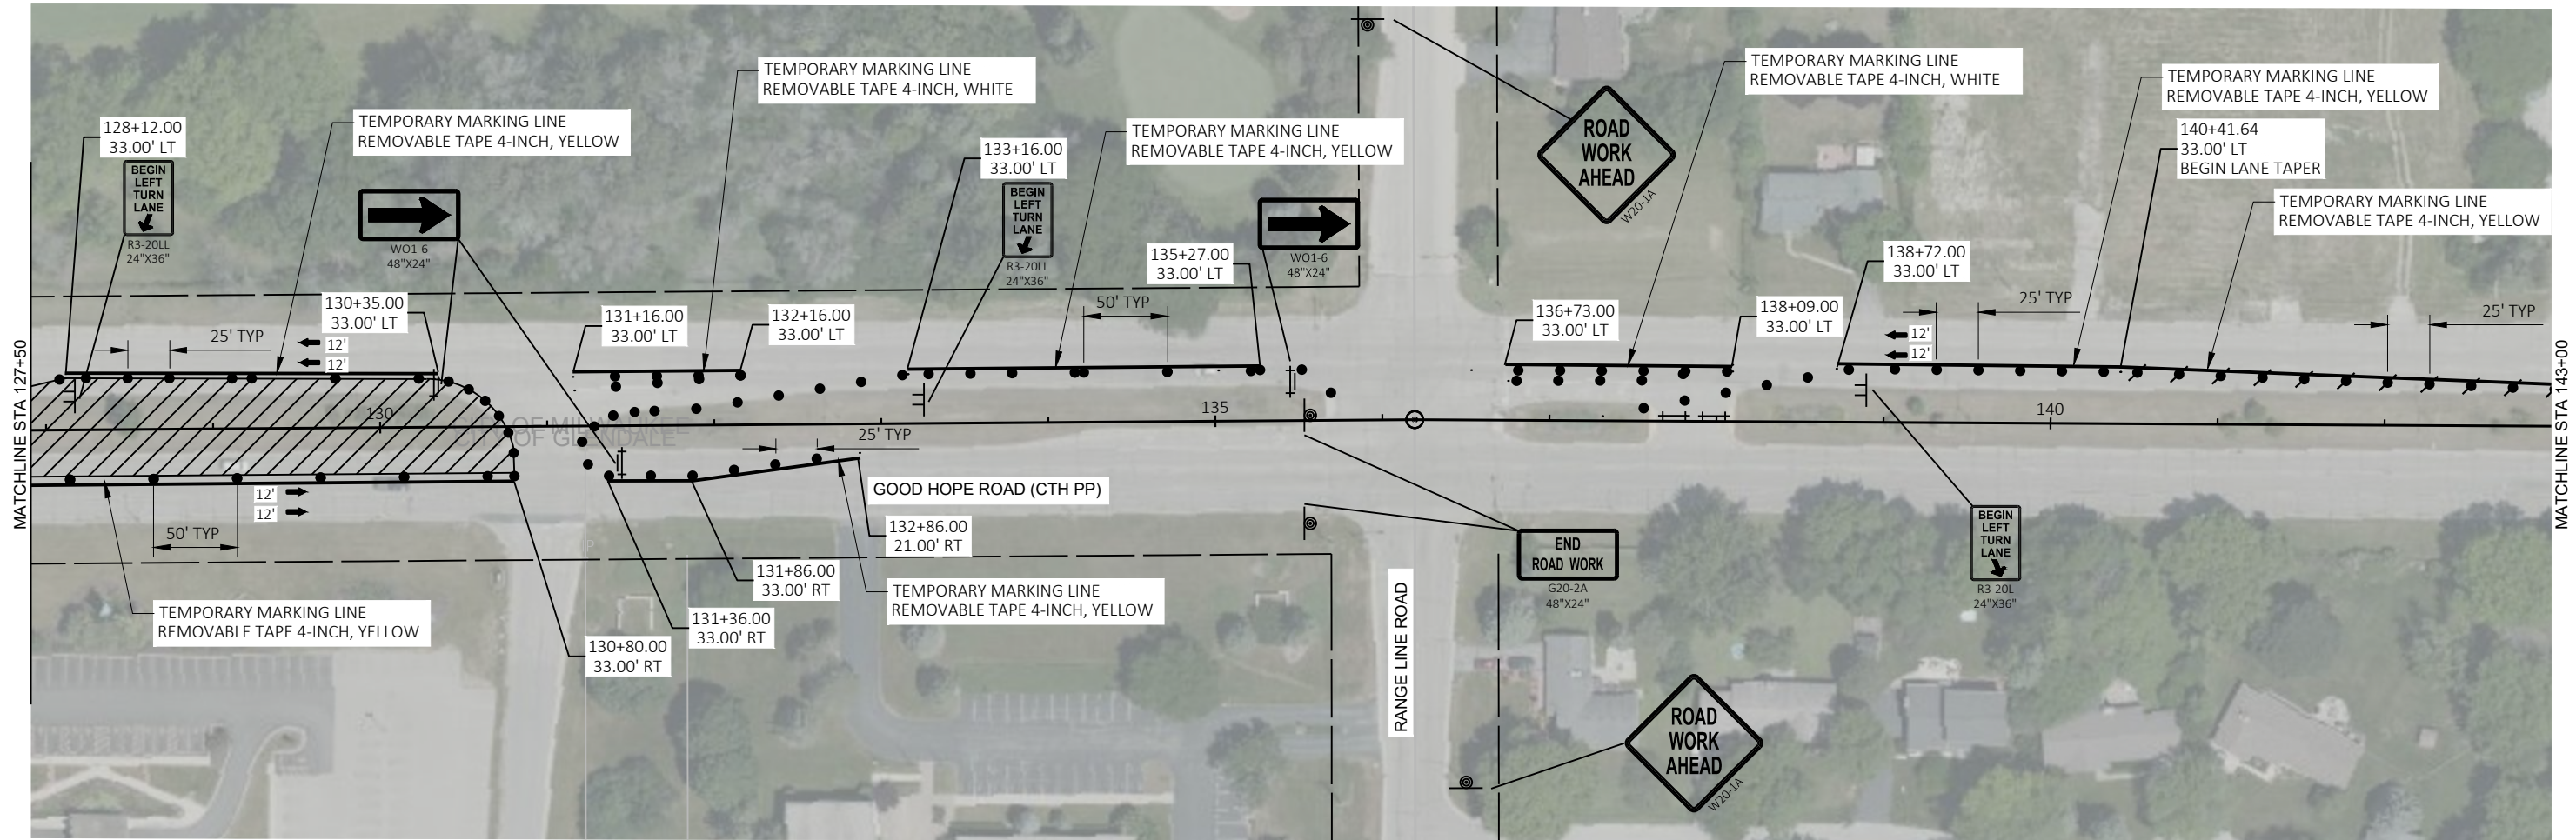 MATCHLINE STA 127+50
128+12.00
33.00' LT
BEGIN
LEFT
TURN
LANE
R3-20LL
24"X36"
25' TYP
TEMPORARY MARKING LINE
REMOVABLE TAPE 4-INCH, YELLOW
WO1-6
48"X24"
130+35.00
33.00' LT
12'
12'
TEMPORARY MARKING LINE
REMOVABLE TAPE 4-INCH, WHITE
131+16.00
33.00' LT
132+16.00
33.00' LT
133+16.00
33.00' LT
BEGIN
LEFT
TURN
LANE
R3-20LL
24"X36"
TEMPORARY MARKING LINE
REMOVABLE TAPE 4-INCH, YELLOW
50' TYP
135+27.00
33.00' LT
WO1-6
48"X24"
ROAD
WORK
AHEAD
W20-1A
TEMPORARY MARKING LINE
REMOVABLE TAPE 4-INCH, WHITE
136+73.00
33.00' LT
138+09.00
33.00' LT
138+72.00
33.00' LT
12'
12'
25' TYP
TEMPORARY MARKING LINE
REMOVABLE TAPE 4-INCH, YELLOW
140+41.64
33.00' LT
BEGIN LANE TAPER
TEMPORARY MARKING LINE
REMOVABLE TAPE 4-INCH, YELLOW
25' TYP
MATCHLINE STA 143+00
130
CITY OF MILWAUKEE
CITY OF GLENDALE
135
140
12'
12'
50' TYP
TEMPORARY MARKING LINE
REMOVABLE TAPE 4-INCH, YELLOW
25' TYP
GOOD HOPE ROAD (CTH PP)
132+86.00
21.00' RT
131+86.00
33.00' RT
131+36.00
33.00' RT
130+80.00
33.00' RT
TEMPORARY MARKING LINE
REMOVABLE TAPE 4-INCH, YELLOW
RANGE LINE ROAD
END
ROAD WORK
G20-2A
48"X24"
BEGIN
LEFT
TURN
LANE
R3-20L
24"X36"
ROAD
WORK
AHEAD
W20-1A